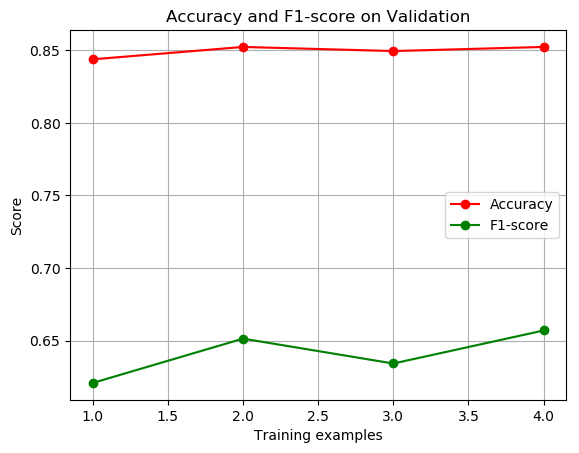 Accuracy and F1-score on Validation
0.85
0.80
0.75
0.70
0.65
Score
Accuracy
F1-score
1.0 1.5 2.0 2.5 3.0 3.5 4.0
Training examples